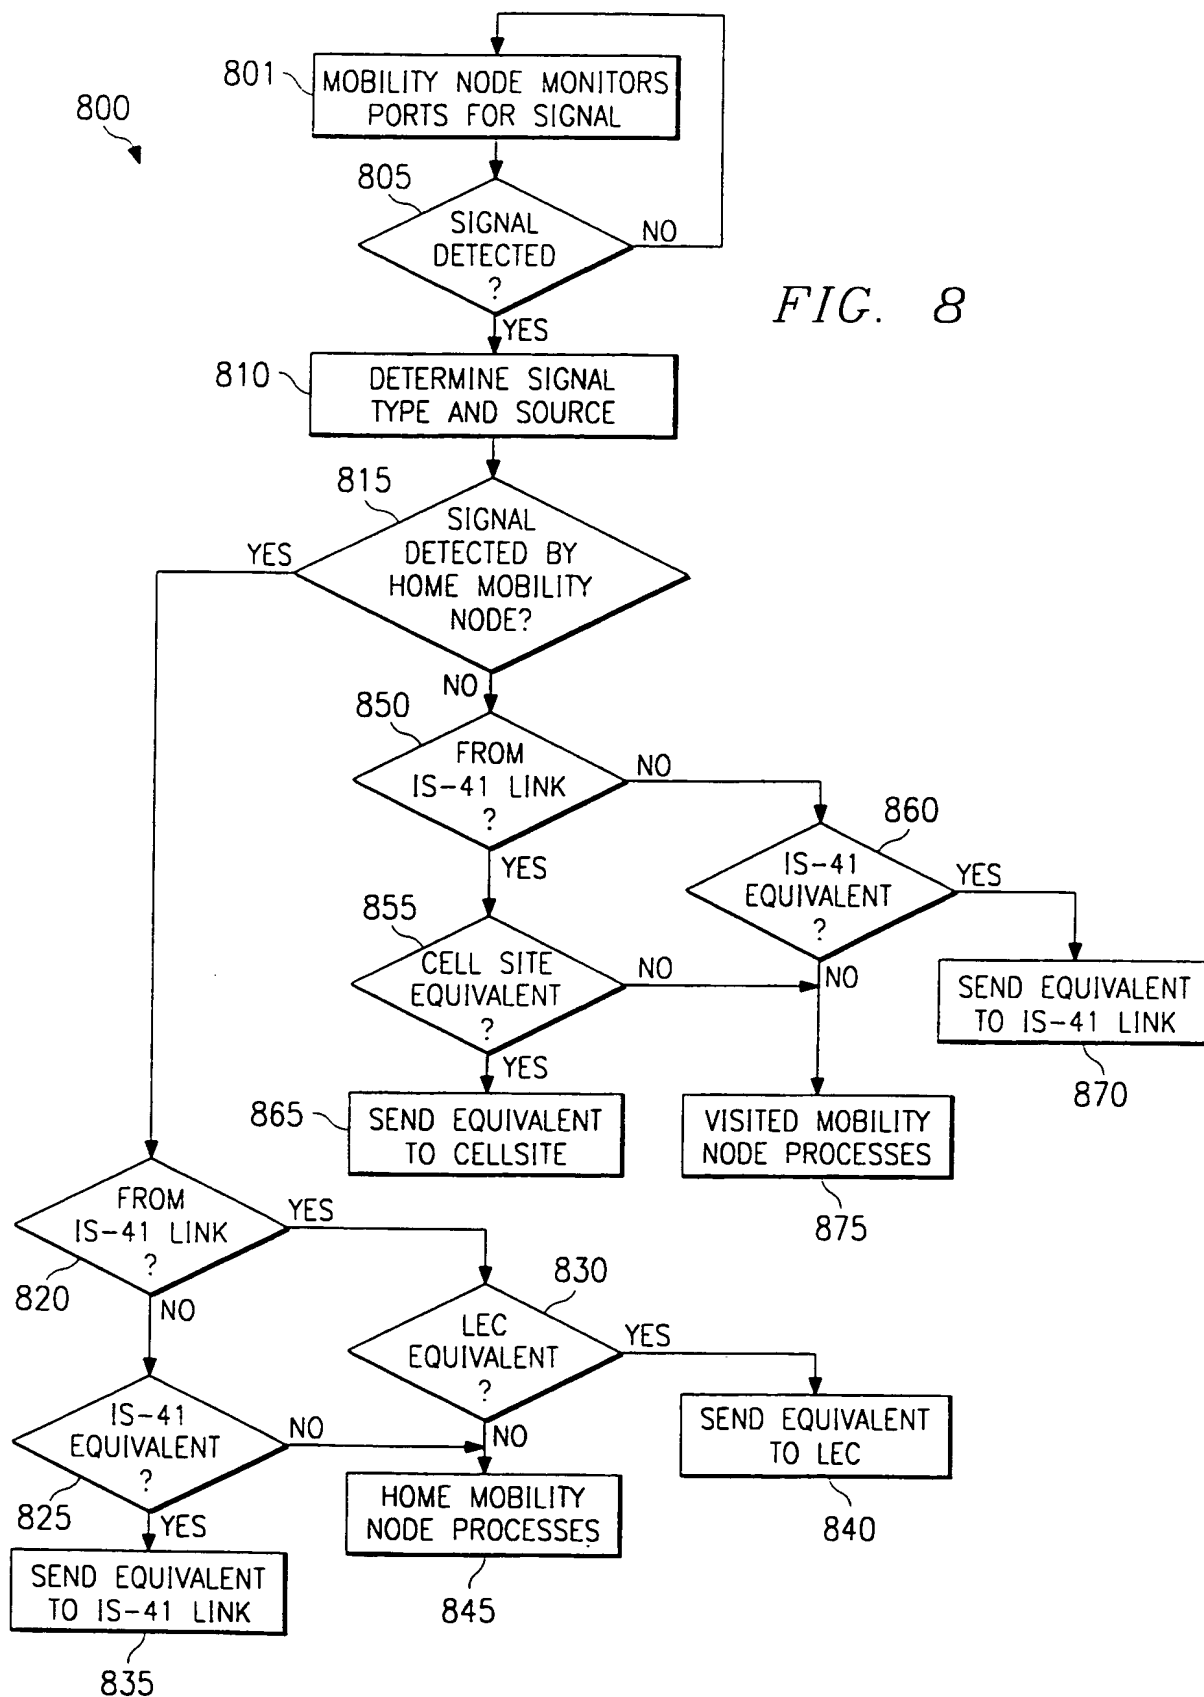 801
MOBILITY NODE MONITORS
PORTS FOR SIGNAL
800
805
SIGNAL
DETECTED
?
NO
YES
FIG. 8
810
DETERMINE SIGNAL
TYPE AND SOURCE
815
SIGNAL
DETECTED BY
HOME MOBILITY
NODE?
YES
NO
850
FROM
IS-41 LINK
?
NO
YES
860
IS-41
EQUIVALENT
?
YES
NO
855
CELL SITE
EQUIVALENT
?
NO
YES
SEND EQUIVALENT
TO IS-41 LINK
870
865
SEND EQUIVALENT
TO CELLSITE
VISITED MOBILITY
NODE PROCESSES
875
FROM
IS-41 LINK
?
YES
820
NO
830
LEC
EQUIVALENT
?
YES
NO
IS-41
EQUIVALENT
?
NO
825
YES
SEND EQUIVALENT
TO LEC
840
HOME MOBILITY
NODE PROCESSES
845
SEND EQUIVALENT
TO IS-41 LINK
835